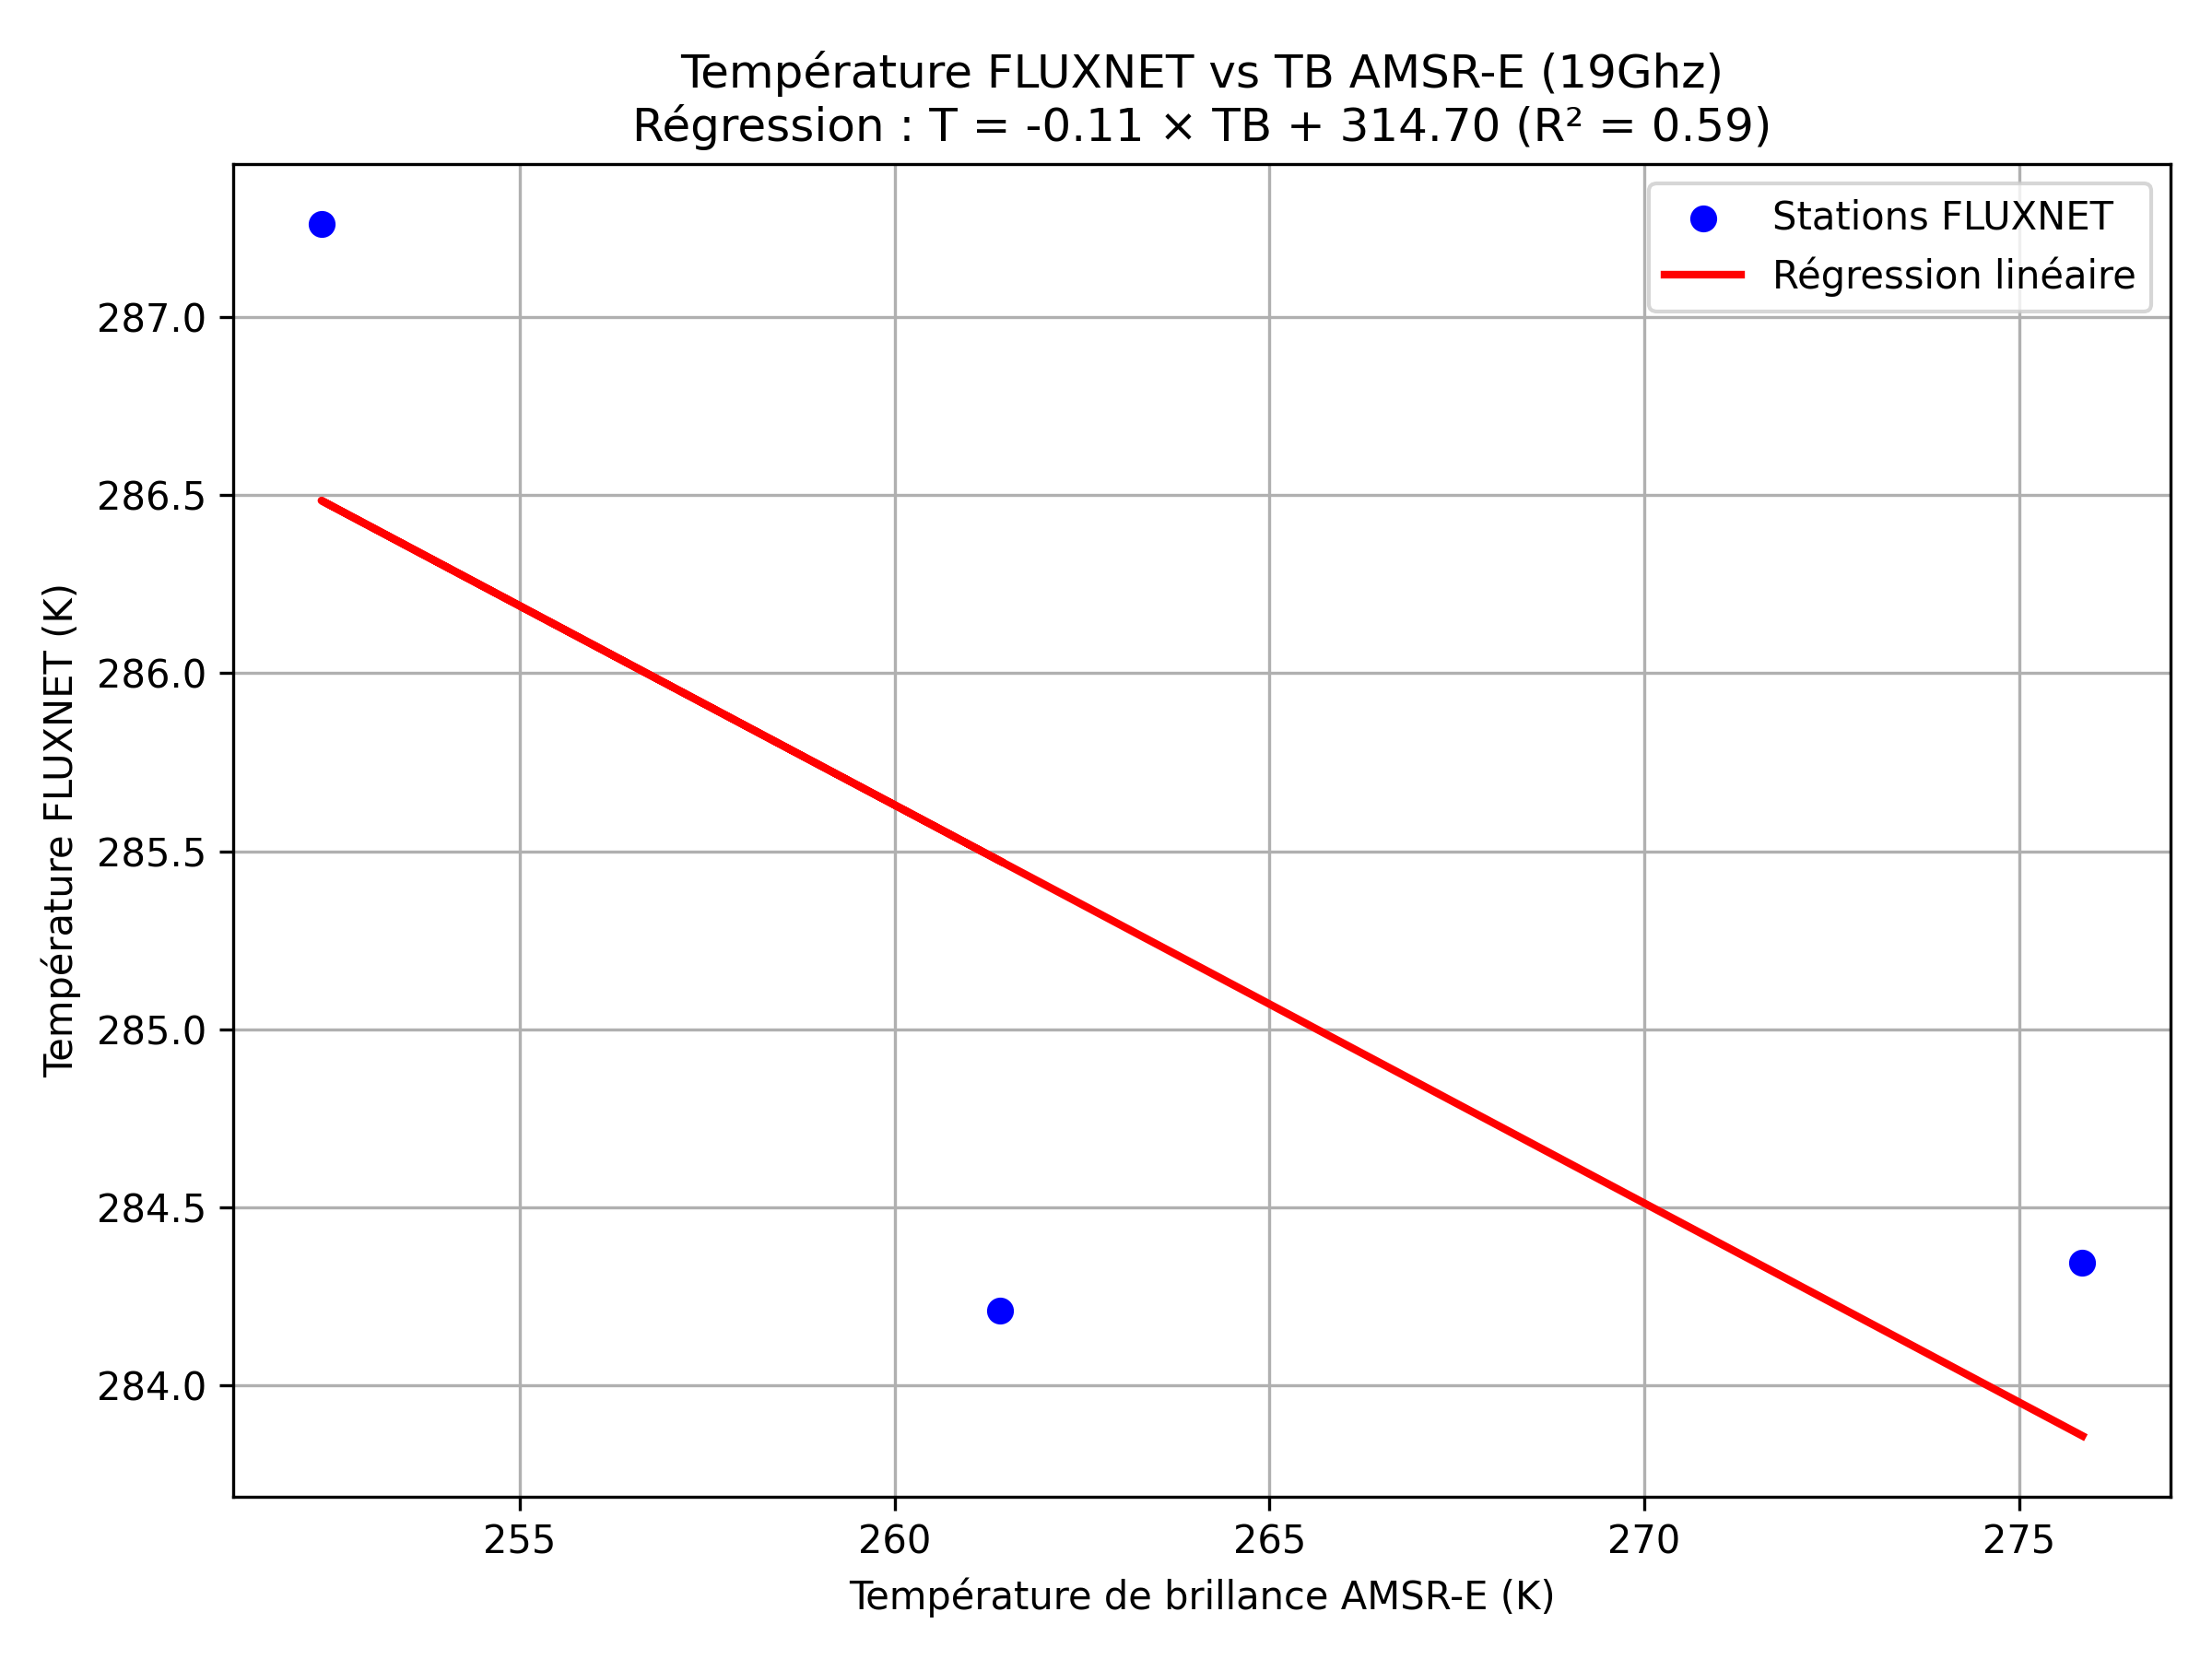 Température FLUXNET vs TB AMSR-E (19Ghz)
Régression : T = -0.11 × TB + 314.70 (R² = 0.59)
Stations FLUXNET
Régression linéaire
287.0
286.5
286.0
285.5
285.0
284.5
284.0
Température FLUXNET (K)
255 260 265 270 275
Température de brillance AMSR-E (K)